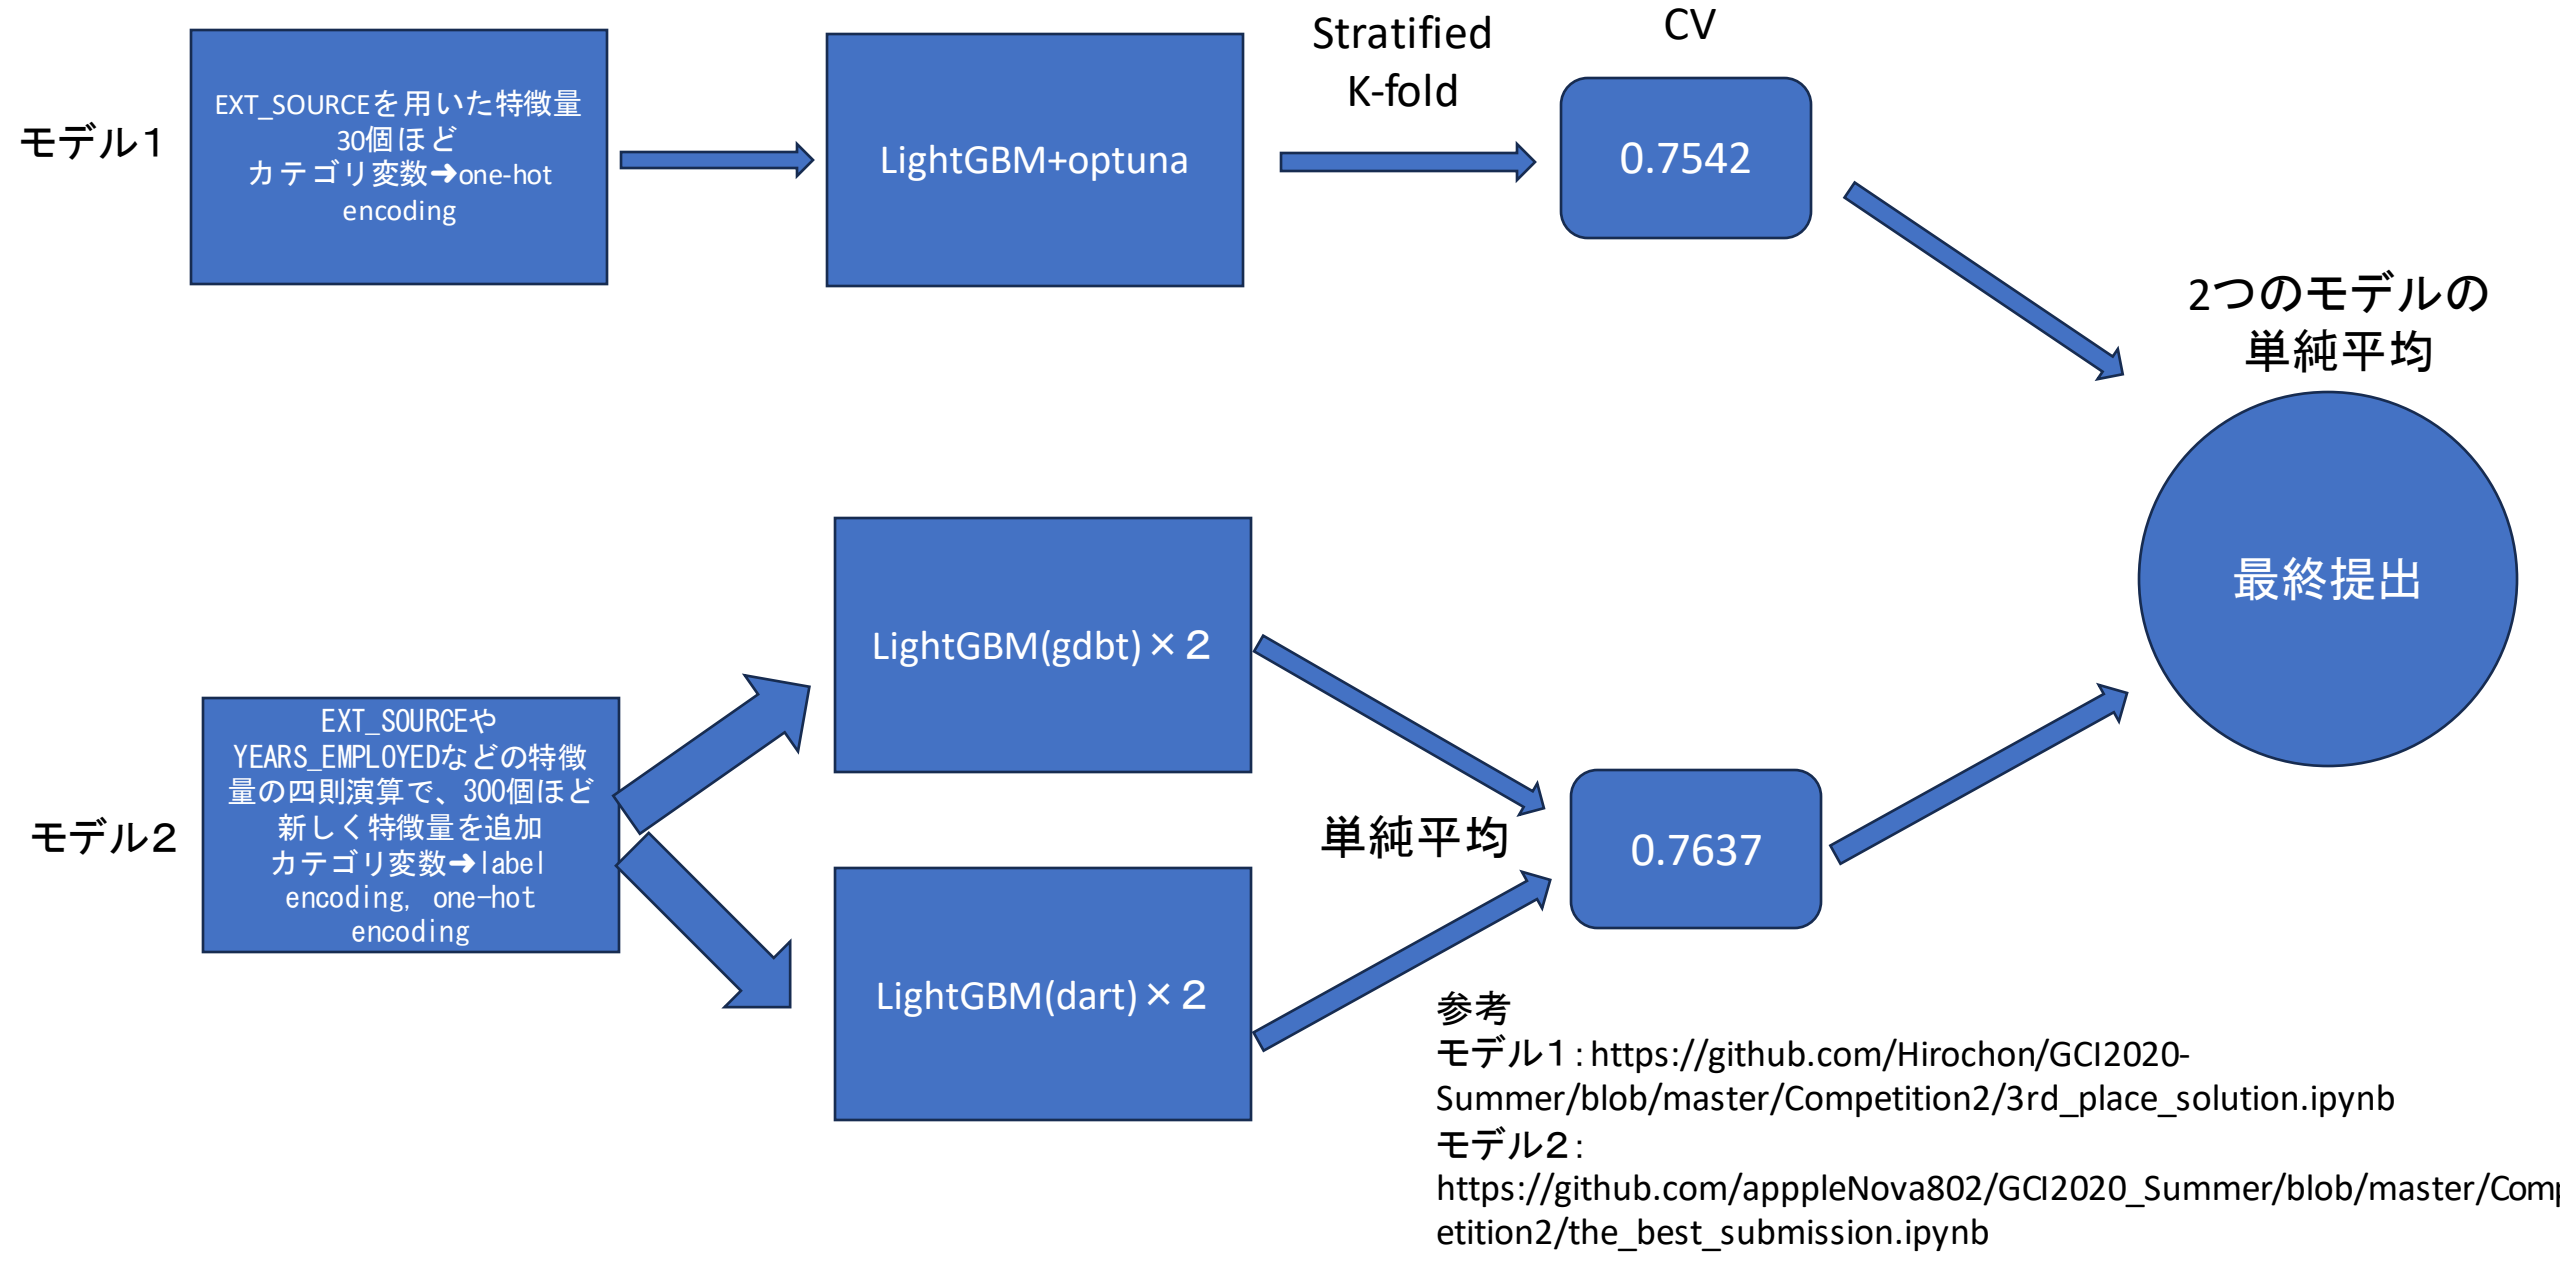 モデル１
EXT_SOURCEを用いた特徴量
30個ほど
カテゴリ変数➜one-hot
encoding
LightGBM+optuna
Stratified
K-fold
CV
0.7542
2つのモデルの
単純平均
最終提出
モデル２
EXT_SOURCEや
YEARS_EMPLOYEDなどの特徴
量の四則演算で、300個ほど
新しく特徴量を追加
カテゴリ変数➜label
encoding, one-hot
encoding
LightGBM(gdbt)×２
LightGBM(dart)×２
単純平均
0.7637
参考
モデル１：https://github.com/Hirochon/GCI2020-
Summer/blob/master/Competition2/3rd_place_solution.ipynb
モデル２：
https://github.com/apppleNova802/GCI2020_Summer/blob/master/Comp
etition2/the_best_submission.ipynb